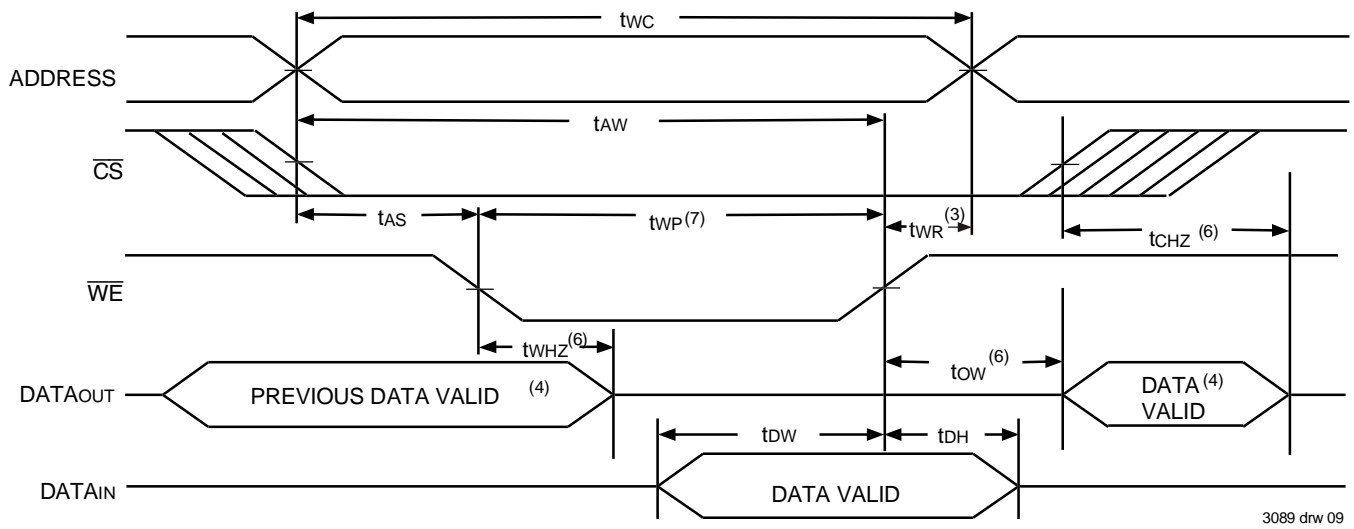 tWC
ADDRESS
tAW
CS
tAS
tWP (7)
tWR (3)
tCHZ (6)
WE
tWHZ (6)
tOW (6)
DATAOUT
PREVIOUS DATA VALID (4)
DATA (4)
VALID
tDW
tDH
DATAIN
DATA VALID
3089 drw 09